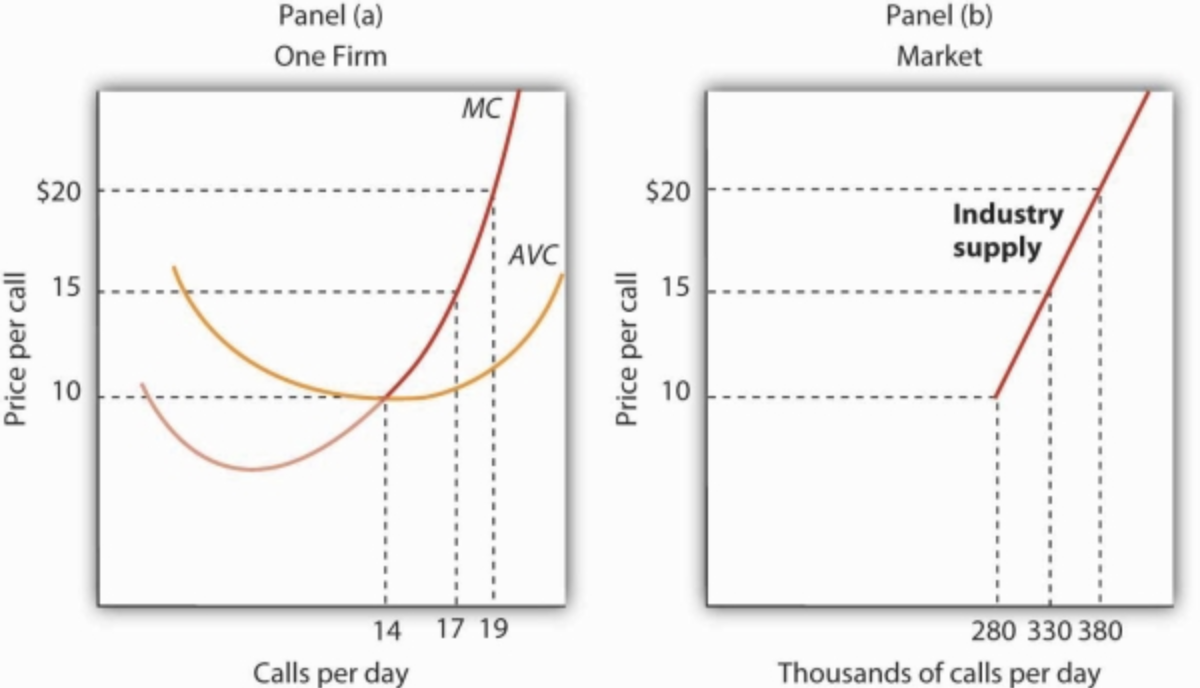 Panel (a)
One Firm
MC
$20
AVC
15
10
Price per call
14 17 19
Calls per day
Panel (b)
Market
$20
Industry
supply
15
10
Price per call
280 330 380
Thousands of calls per day